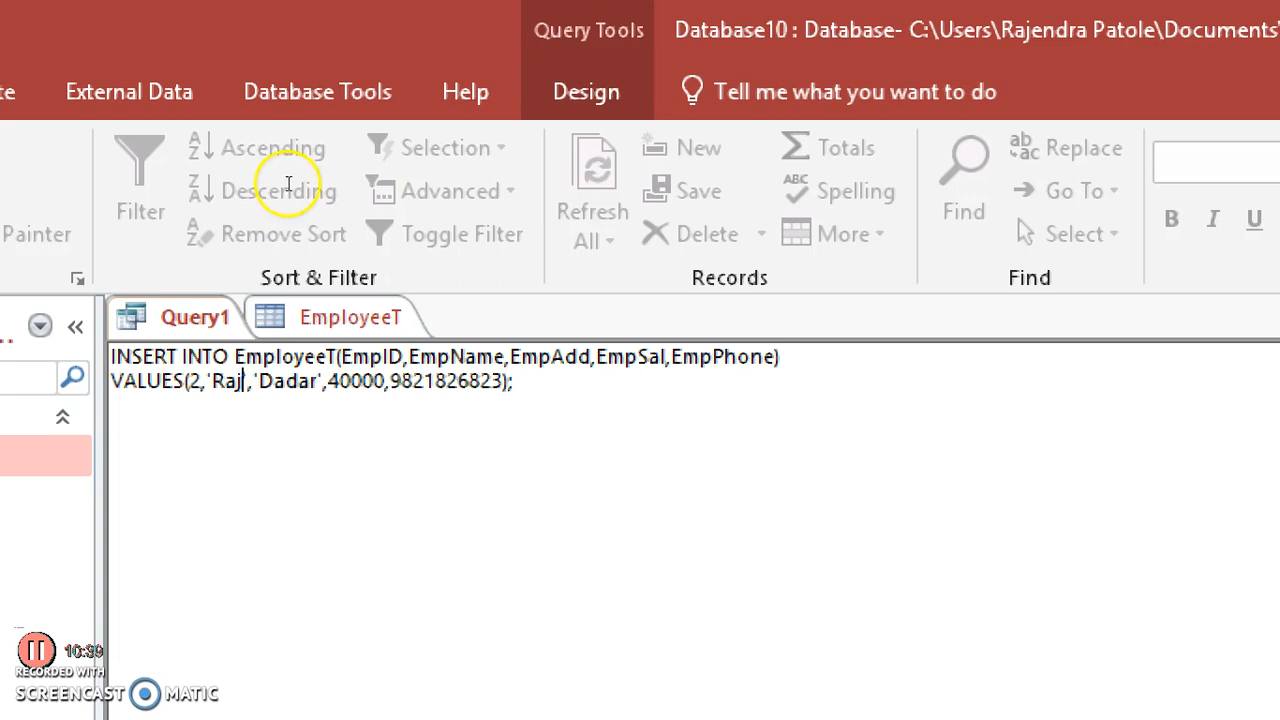 Query Tools
Database10 : Database- C:\Users\Rajendra Patole\Documents\
te External Data Database Tools Help Design Tell me what you want to do
Ascending Selection New Totals Replace
Filter Descending Advanced Refresh All Save Spelling Find Go To
Painter Remove Sort Toggle Filter Delete More Select B I U
Sort & Filter Records Find
Query1 EmployeeT
INSERT INTO EmployeeT(EmpID,EmpName,EmpAdd,EmpSal,EmpPhone)
VALUES(2,'Raj','Dadar',40000,9821826823);
10:39
RECORDED WITH
SCREENCAST MATIC